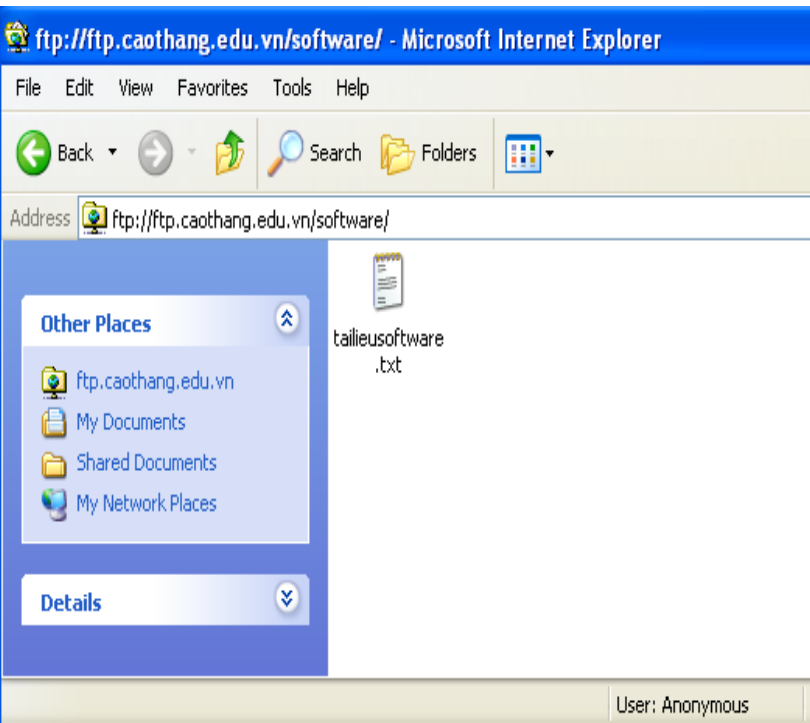 ftp://ftp.caothang.edu.vn/software/ - Microsoft Internet Explorer
File Edit View Favorites Tools Help
Back Search Folders
Address ftp://ftp.caothang.edu.vn/software/
Other Places
ftp.caothang.edu.vn
My Documents
Shared Documents
My Network Places
Details
tailieusoftware
.txt
User: Anonymous